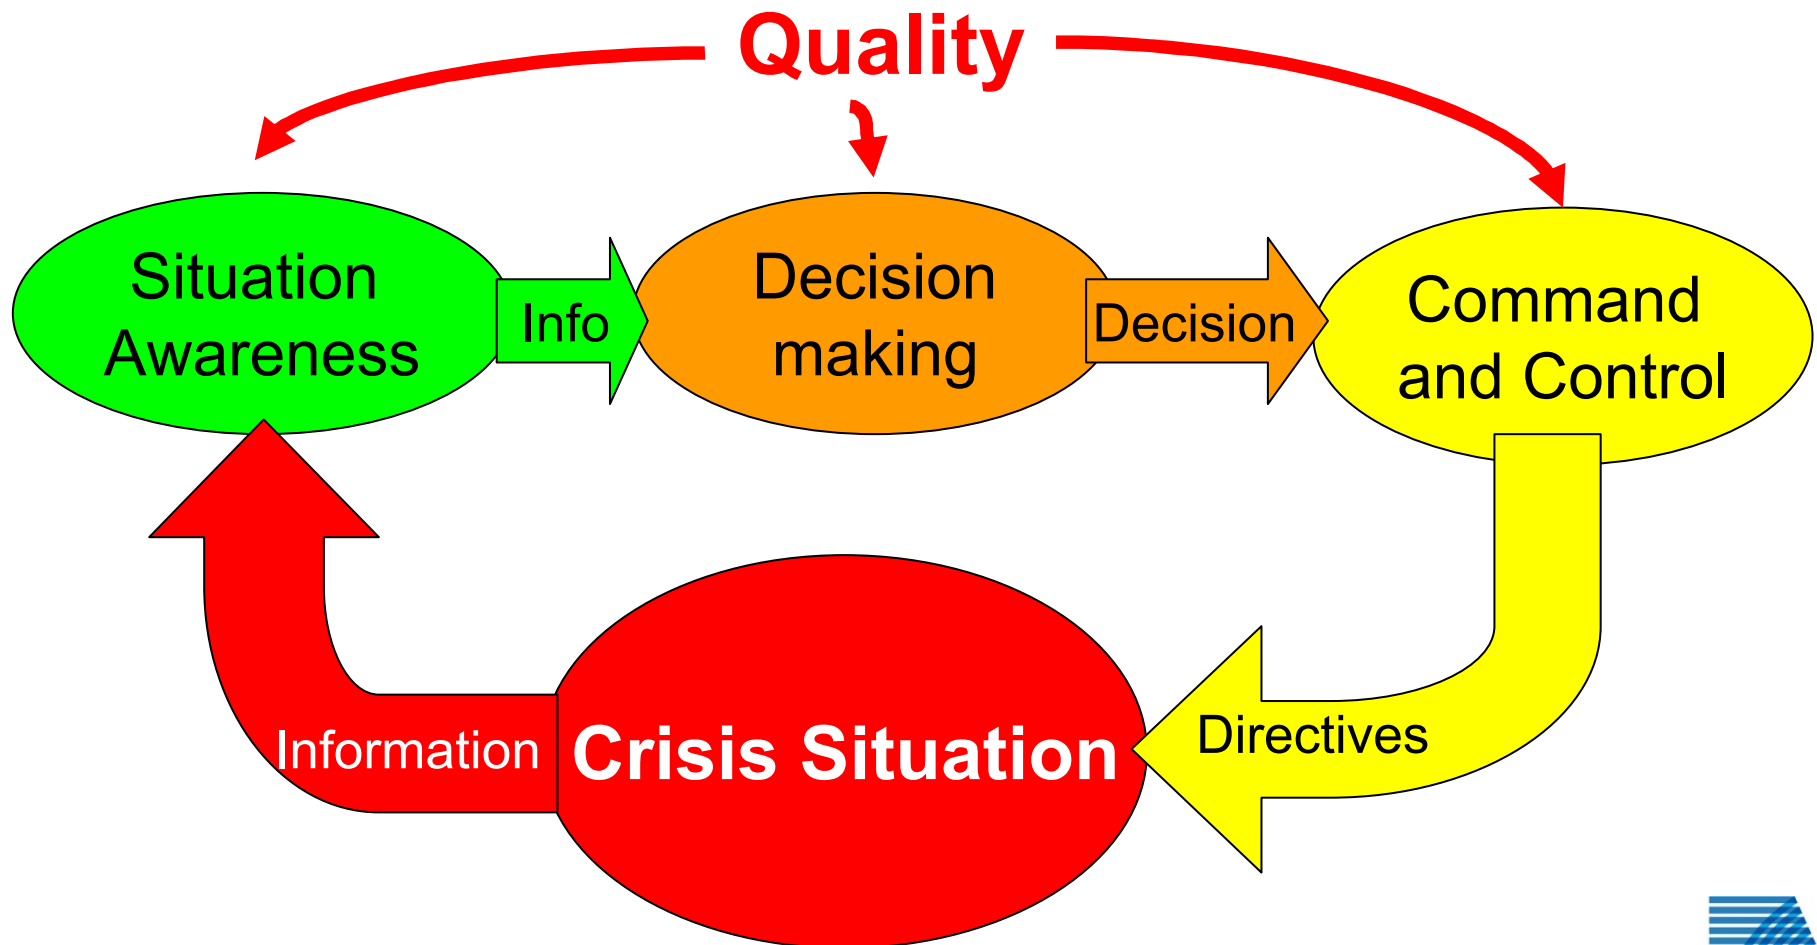 Quality
Situation
Awareness
Info
Decision
making
Decision
Command
and Control
Information
Crisis Situation
Directives